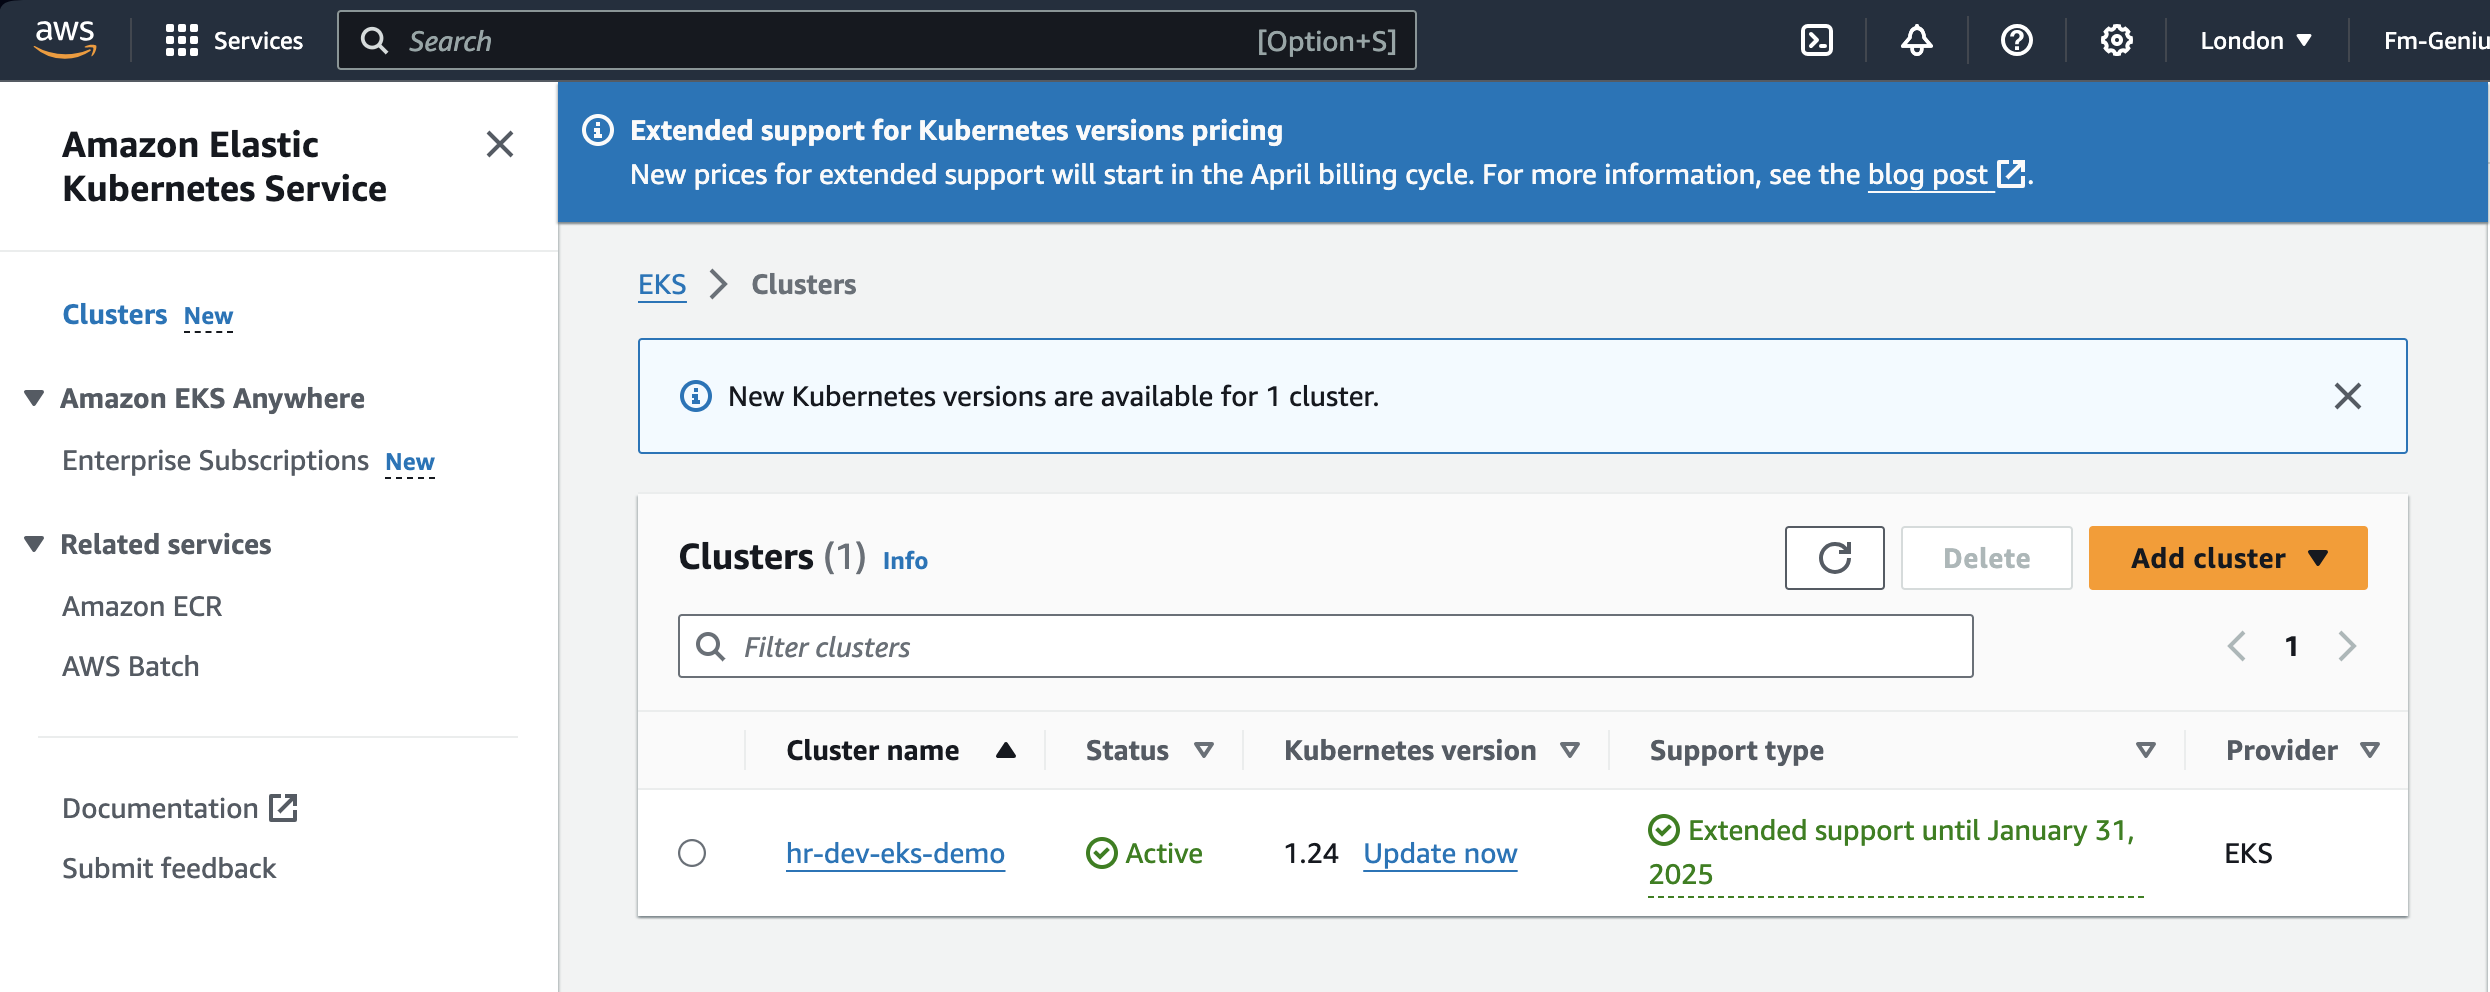 aws
Services
Search
[Option+S]
London
Fm-Geniu
Amazon Elastic
Kubernetes Service
Clusters New
Amazon EKS Anywhere
Enterprise Subscriptions New
Related services
Amazon ECR
AWS Batch
Documentation
Submit feedback
Extended support for Kubernetes versions pricing
New prices for extended support will start in the April billing cycle. For more information, see the blog post.
EKS
Clusters
New Kubernetes versions are available for 1 cluster.
Clusters (1) Info
Delete
Add cluster
Filter clusters
1
Cluster name
Status
Kubernetes version
Support type
Provider
hr-dev-eks-demo
Active
1.24 Update now
Extended support until January 31,
2025
EKS